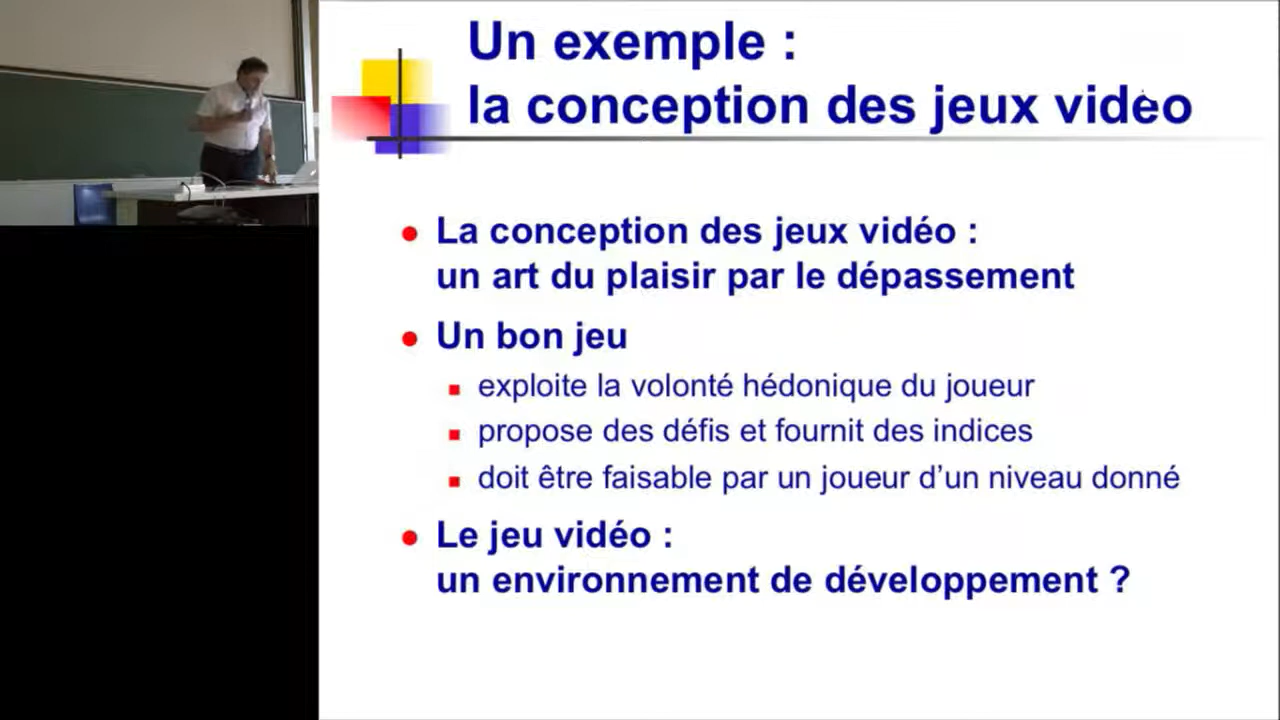 Un exemple :
la conception des jeux vidéo
La conception des jeux vidéo :
un art du plaisir par le dépassement
Un bon jeu
exploite la volonté hédonique du joueur
propose des défis et fournit des indices
doit être faisable par un joueur d’un niveau donné
Le jeu vidéo :
un environnement de développement ?